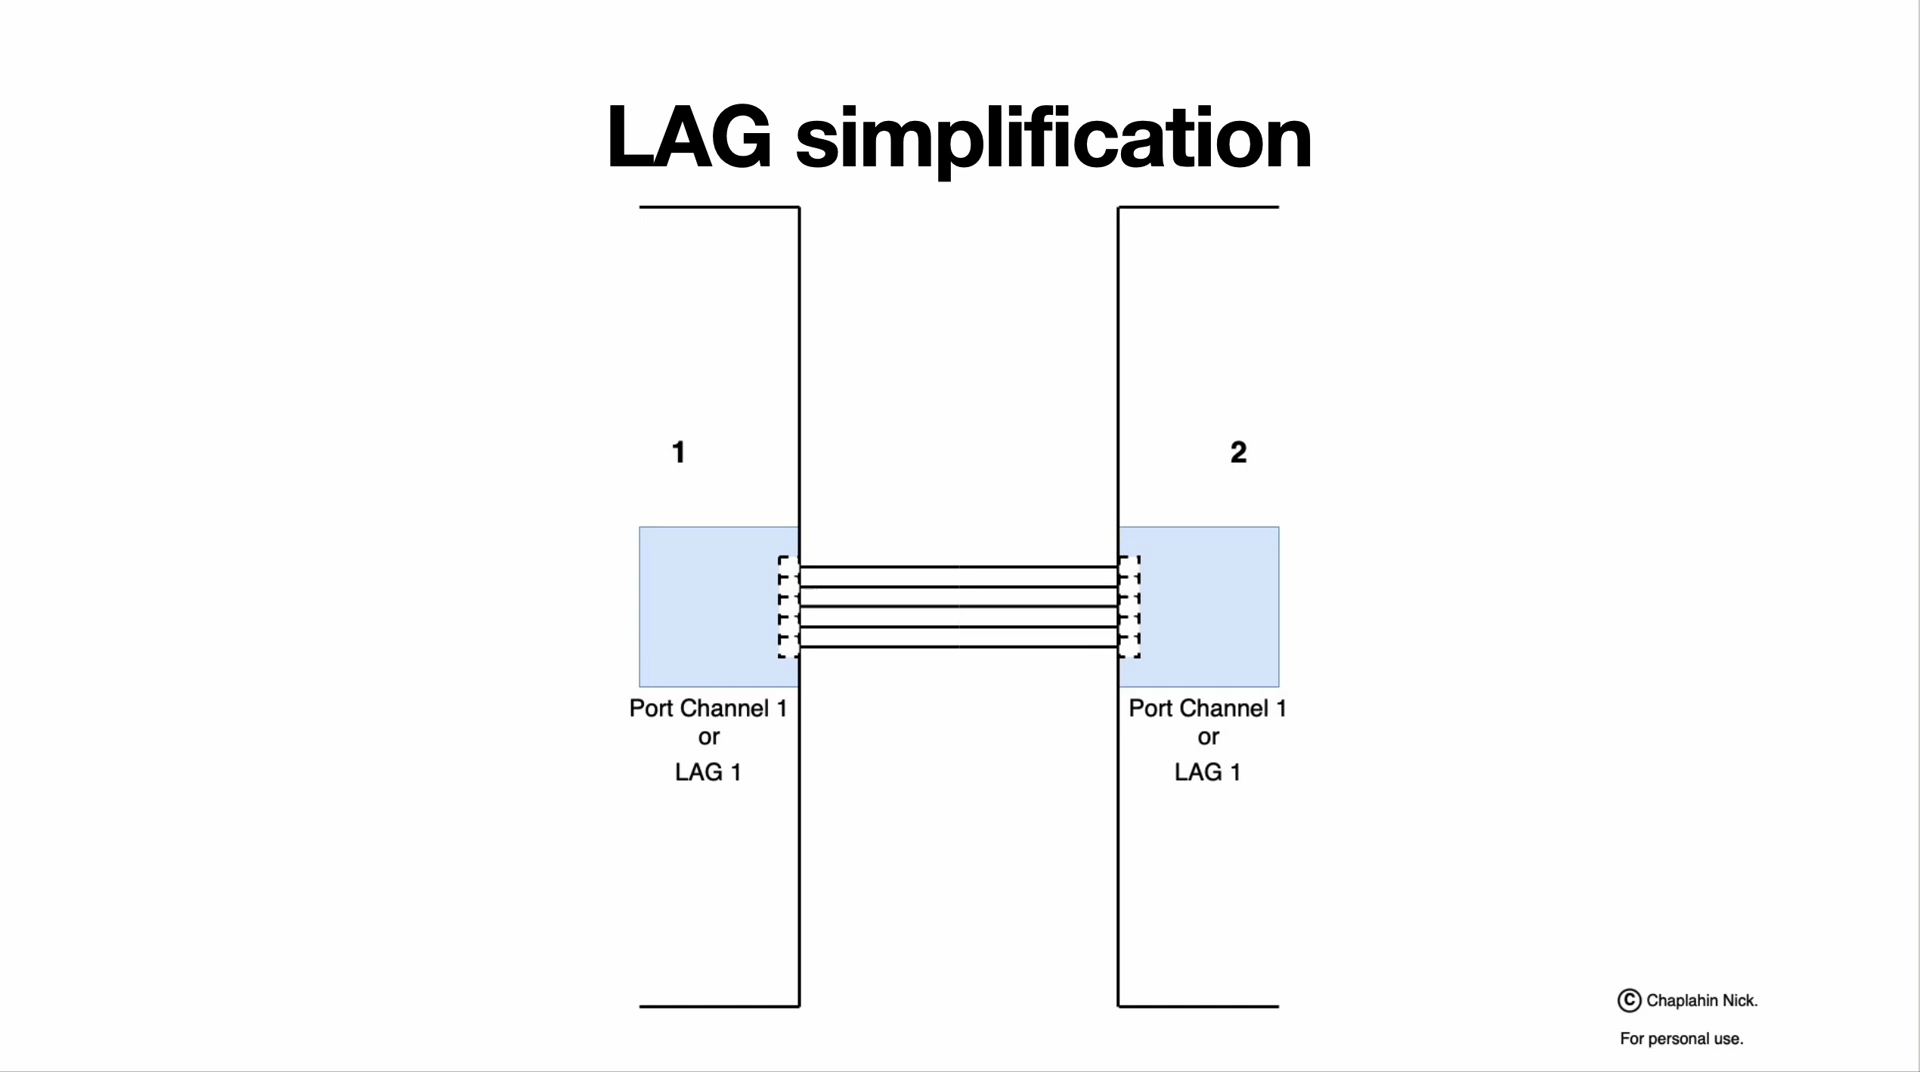 LAG simplification
1
2
Port Channel 1
or
LAG 1
Port Channel 1
or
LAG 1
© Chaplahin Nick.
For personal use.